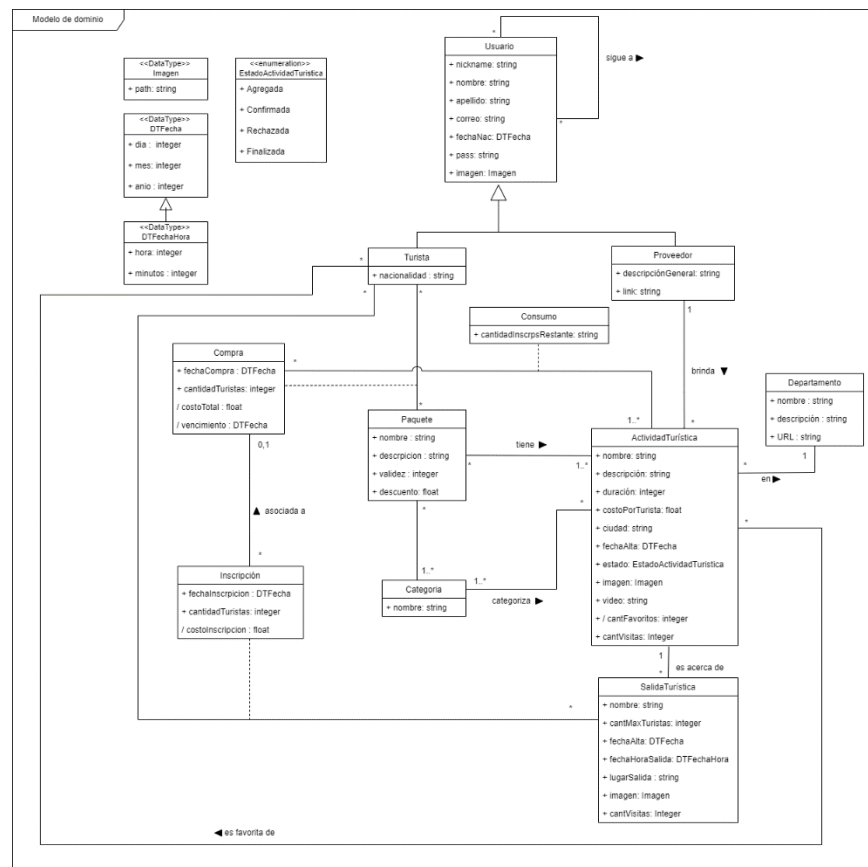 Modelo de dominio
<<DataType>>
Imagen
+ path: string
<<enumeration>>
EstadoActividadTuristica
+ Agregada
+ Confirmada
+ Rechazada
+ Finalizada
<<DataType>>
DTFecha
+ dia : integer
+ mes: integer
+ anio : integer
<<DataType>>
DTFechaHora
+ hora: integer
+ minutos : integer
*
Usuario
+ nickname: string
+ nombre: string
+ apellido: string
+ correo: string
+ fechaNac: DTFecha
+ pass: string
+ imagen: Imagen
sigue a ►
*
Turista
+ nacionalidad : string
*
*
*
Proveedor
+ descripciónGeneral: string
+ link: string
1
brinda ▼
*
Consumo
+ cantidadInscrpsRestante: string
Compra
+ fechaCompra : DTFecha
+ cantidadTuristas: integer
/ costoTotal : float
/ vencimiento : DTFecha
*
0,1
1..*
Departamento
+ nombre : string
+ descripción : string
+ URL : string
1
*
en ►
*
Paquete
+ nombre : string
+ descrpicion : string
+ validez : integer
+ descuento: float
tiene ►
*
1..*
ActividadTurística
+ nombre: string
+ descripción: string
+ duración: integer
+ costoPorTurista: float
+ ciudad: string
+ fechaAlta: DTFecha
+ estado: EstadoActividadTuristica
+ imagen: Imagen
+ video: string
+ / cantFavoritos: integer
+ cantVisitas: Integer
*
*
▲ asociada a
*
Inscripción
+ fechaInscrpicion : DTFecha
+ cantidadTuristas: integer
/ costoInscripcion : float
*
1..*
Categoria
+ nombre: string
1..*
categoriza ►
1
es acerca de
*
SalidaTurística
+ nombre: string
+ cantMaxTuristas: integer
+ fechaAlta: DTFecha
+ fechaHoraSalida: DTFechaHora
+ lugarSalida : string
+ imagen: Imagen
+ cantVisitas: Integer
*
◄ es favorita de